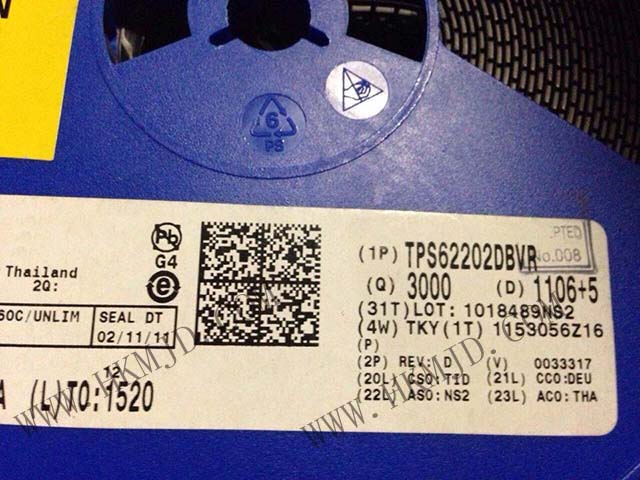 N
6
PS
PTED
No.008
Pb
G4
e
Thailand
2Q:
60C/UNLIM
SEAL DT
02/11/11
12
A (L)TO:1520
(1P) TPS62202DBVR
(Q) 3000 (D) 1106+5
(31T)LOT: 1018489NS2
(4W) TKY(1T) 1153056Z16
(P)
(2P) REV: (V) 0033317
(20L) CSO:TID (21L) CCO:DEU
(22L) ASO:NS2 (23L) ACO:THA
WWW.HKMJD.COM
WWW.HKMJD.COM